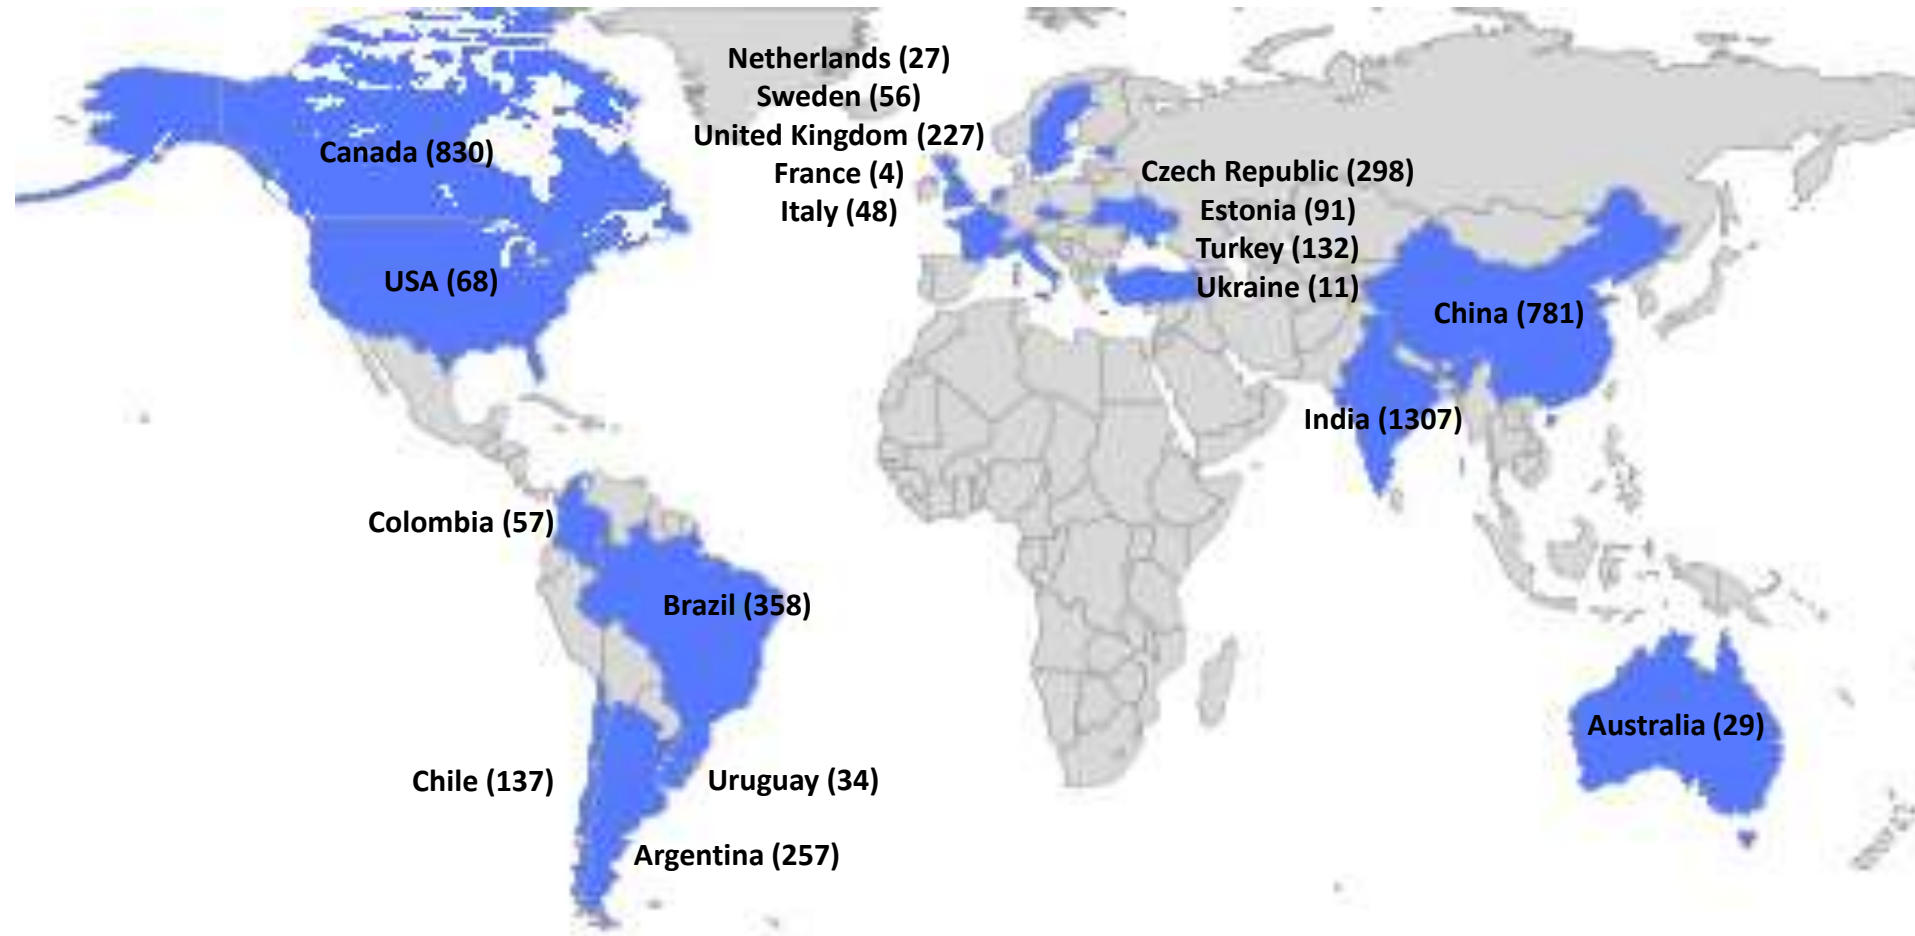 Netherlands (27)
Sweden (56)
United Kingdom (227)
France (4)
Italy (48)
Canada (830)
USA (68)
Czech Republic (298)
Estonia (91)
Turkey (132)
Ukraine (11)
China (781)
India (1307)
Colombia (57)
Brazil (358)
Australia (29)
Chile (137)
Uruguay (34)
Argentina (257)